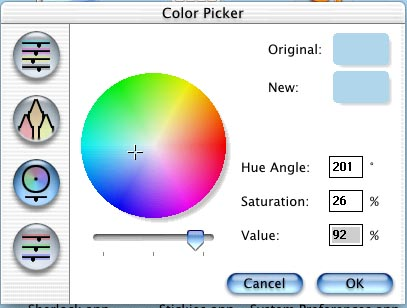 Color Picker
Original:
New:
Hue Angle: 201 °
Saturation: 26 %
Value: 92 %
Cancel OK